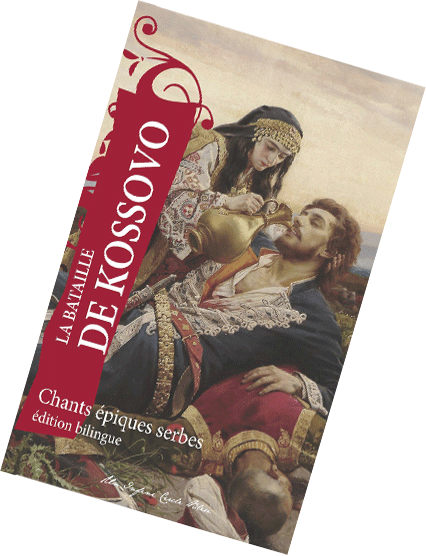 LA BATAILLE
DE KOSSOVO
Chants épiques serbes
édition bilingue